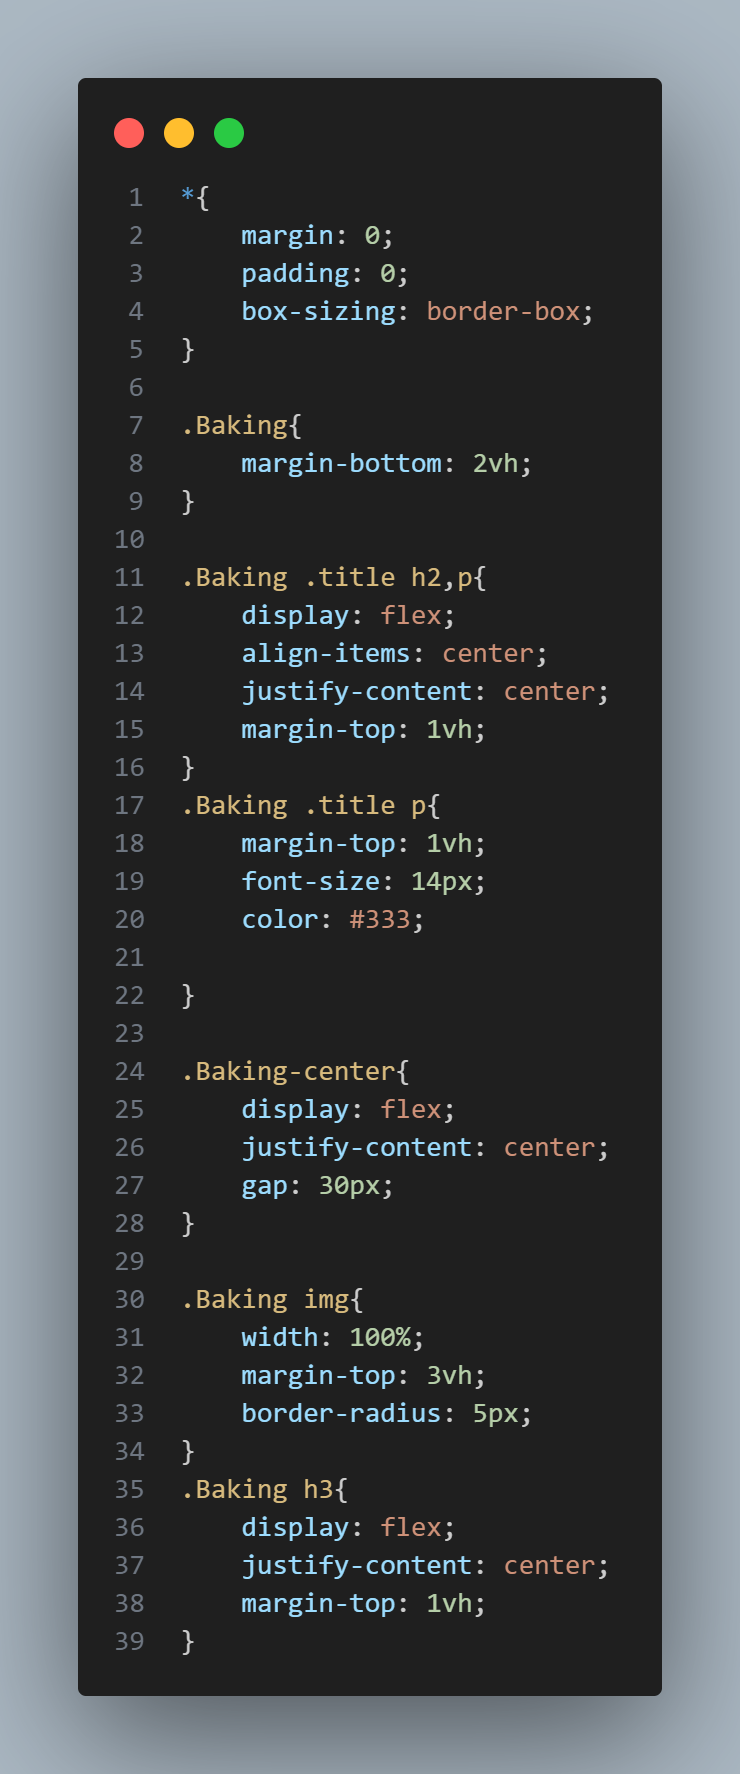 1 *{
2     margin: 0;
3     padding: 0;
4     box-sizing: border-box;
5 }
6
7 .Baking{
8     margin-bottom: 2vh;
9 }
10
11 .Baking .title h2,p{
12     display: flex;
13     align-items: center;
14     justify-content: center;
15     margin-top: 1vh;
16 }
17 .Baking .title p{
18     margin-top: 1vh;
19     font-size: 14px;
20     color: #333;
21
22 }
23
24 .Baking-center{
25     display: flex;
26     justify-content: center;
27     gap: 30px;
28 }
29
30 .Baking img{
31     width: 100%;
32     margin-top: 3vh;
33     border-radius: 5px;
34 }
35 .Baking h3{
36     display: flex;
37     justify-content: center;
38     margin-top: 1vh;
39 }